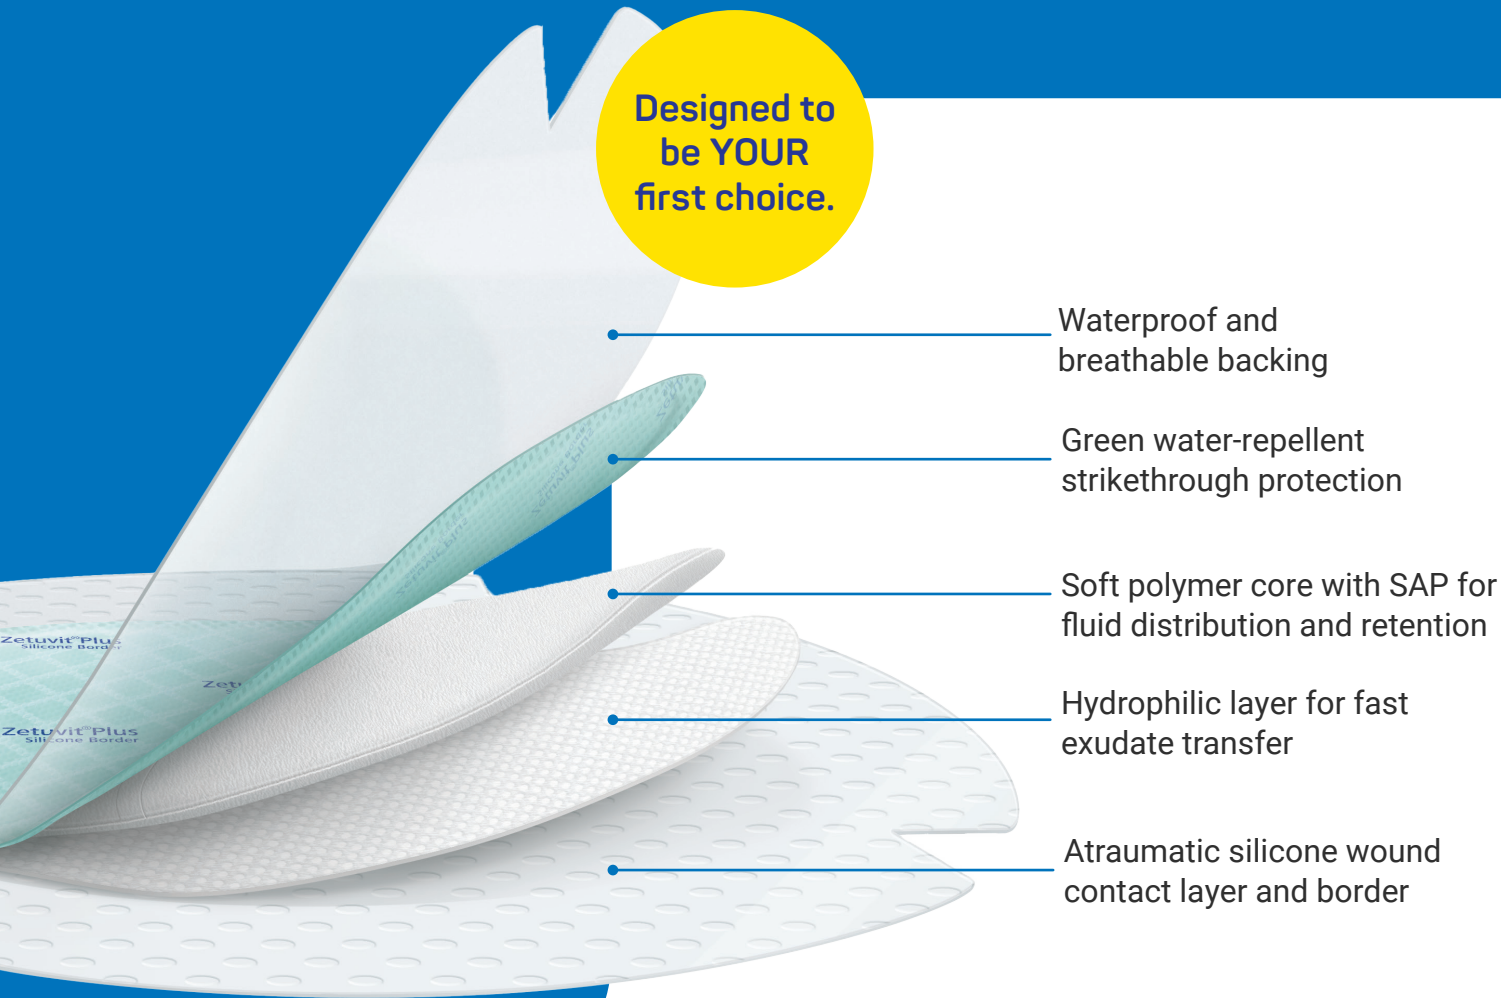 Designed to
be YOUR
first choice.
Waterproof and
breathable backing
Green water-repellent
strikethrough protection
Soft polymer core with SAP for
fluid distribution and retention
Hydrophilic layer for fast
exudate transfer
Atraumatic silicone wound
contact layer and border
Zetuvit® Plus
Silicone Border
Zetuvit® Plus
Silicone Border